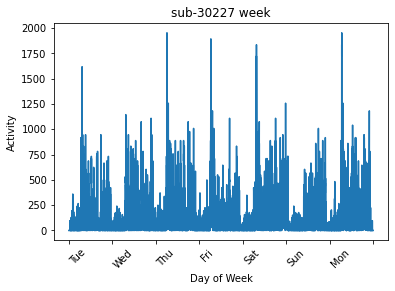 sub-30227 week
2000
1750
1500
1250
1000
750
500
250
0
Activity
Tue
Wed
Thu
Fri
Sat
Sun
Mon
Day of Week